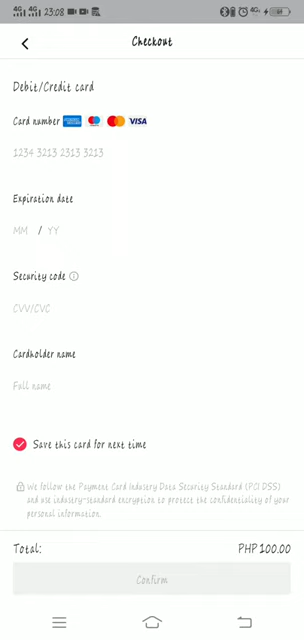 4G 4G 23:08 4G
Checkout
Debit/Credit card
Card number VISA
1234 3213 2313 3213
Expiration date
MM / YY
Security code
CVV/CVC
Cardholder name
Full name
Save this card for next time
We follow the Payment Card Industry Data Security Standard (PCI DSS)
and use industry-standard encryption to protect the confidentiality of your
personal information.
Total: PHP 100.00
Confirm